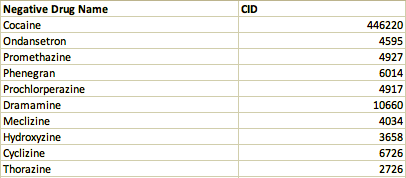 Negative Drug Name CID
Cocaine 446220
Ondansetron 4595
Promethazine 4927
Phenegran 6014
Prochlorperazine 4917
Dramamine 10660
Meclizine 4034
Hydroxyzine 3658
Cyclizine 6726
Thorazine 2726